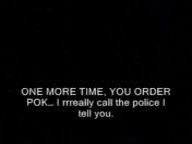 ONE MORE TIME, YOU ORDER
POK... I rrreally call the police I
tell you.